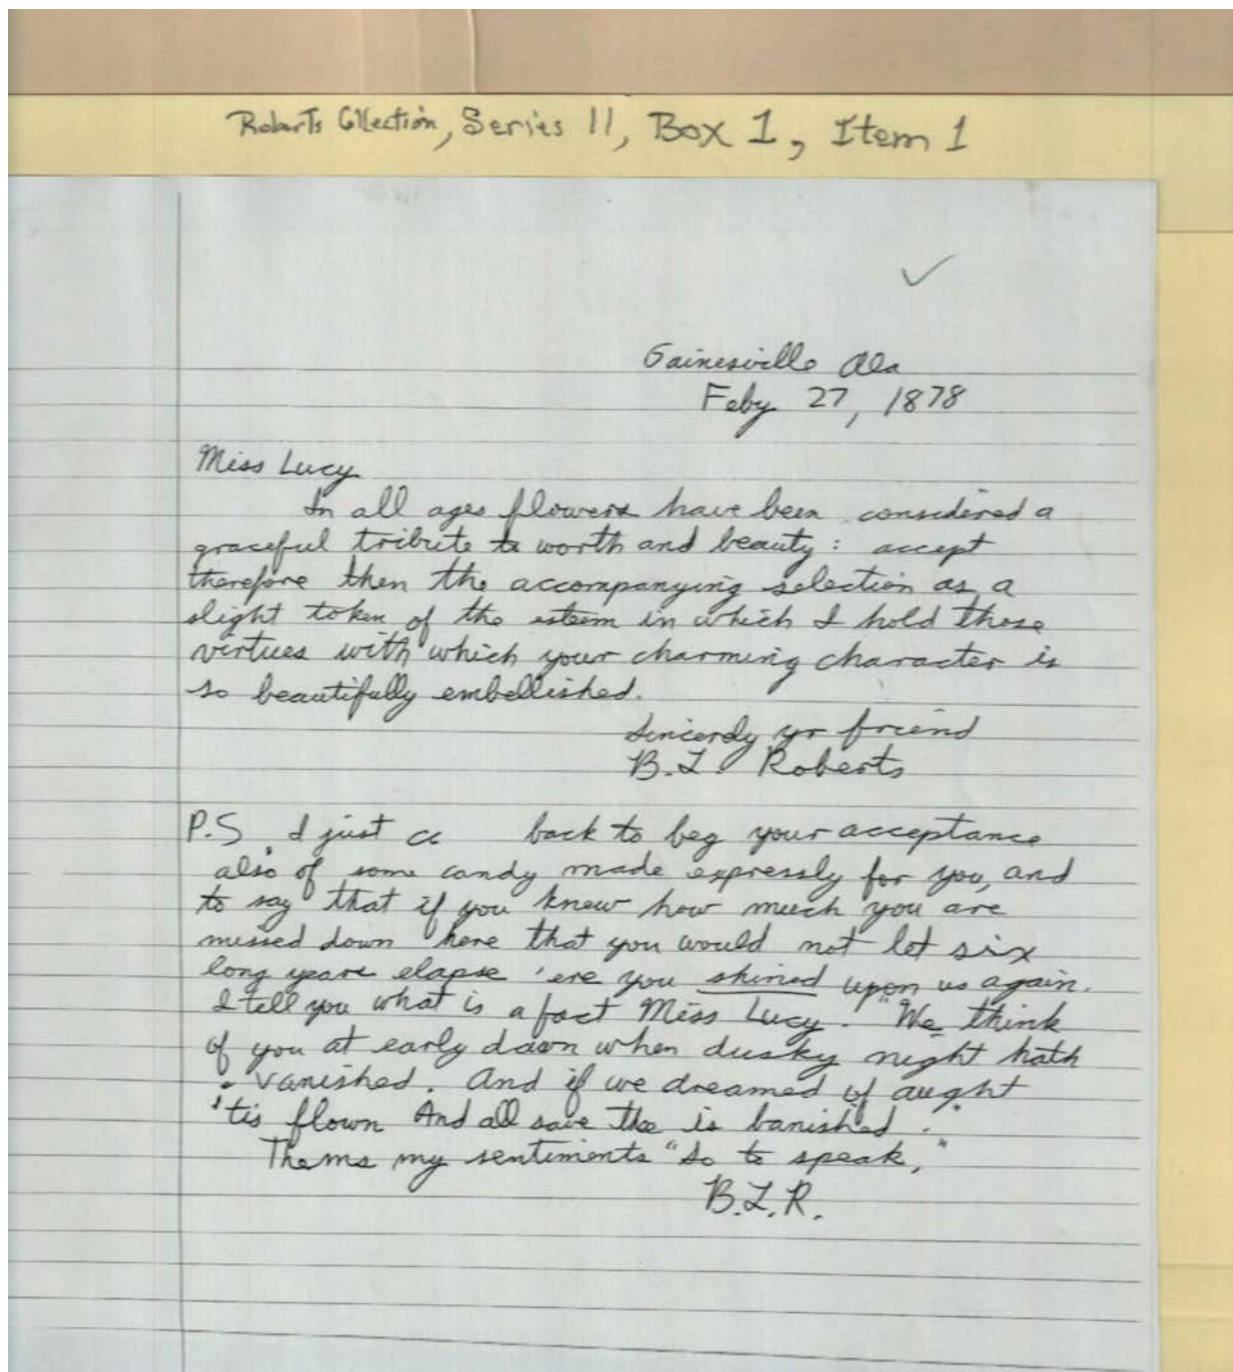 Roberts Cllection, Series II, Box 1, Item 1
Gainesville Ala
Feby 27, 1878
Miss Lucy
In all ages flowers have been considered a
graceful tribute to worth and beauty: accept
therefore then the accompanying selection as a
slight token of the esteem in which I hold those
virtues with which your charming character is
so beautifully embellished.
Sincerely yr friend
B. L. Roberts
P.S. I just back to beg your acceptance
also of some candy made expressly for you, and
to say that if you knew how much you are
missed down here that you would not let six
long years elapse 'ere you shined upon us again.
I tell you what is a fact Miss Lucy. "We think
of you at early dawn when dusky night hath
vanished. And if we dreamed of aught
'tis flown And all save thee is banished.
Thems my sentiments "so to speak,"
B.L.R.